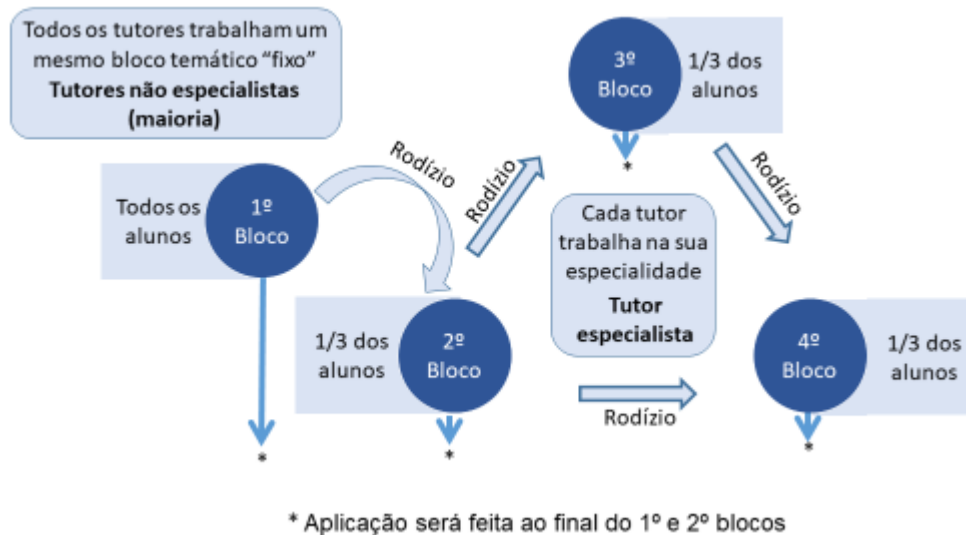 Todos os tutores trabalham um
mesmo bloco temático “fixo”
Tutores não especialistas
(maioria)
3º
Bloco
1/3 dos
alunos
Rodízio
Rodízio
Rodízio
Todos os
alunos
1º
Bloco
*
Cada tutor
trabalha na sua
especialidade
Tutor
especialista
1/3 dos
alunos
2º
Bloco
4º
Bloco
1/3 dos
alunos
Rodízio
*
*
*
* Aplicação será feita ao final do 1º e 2º blocos